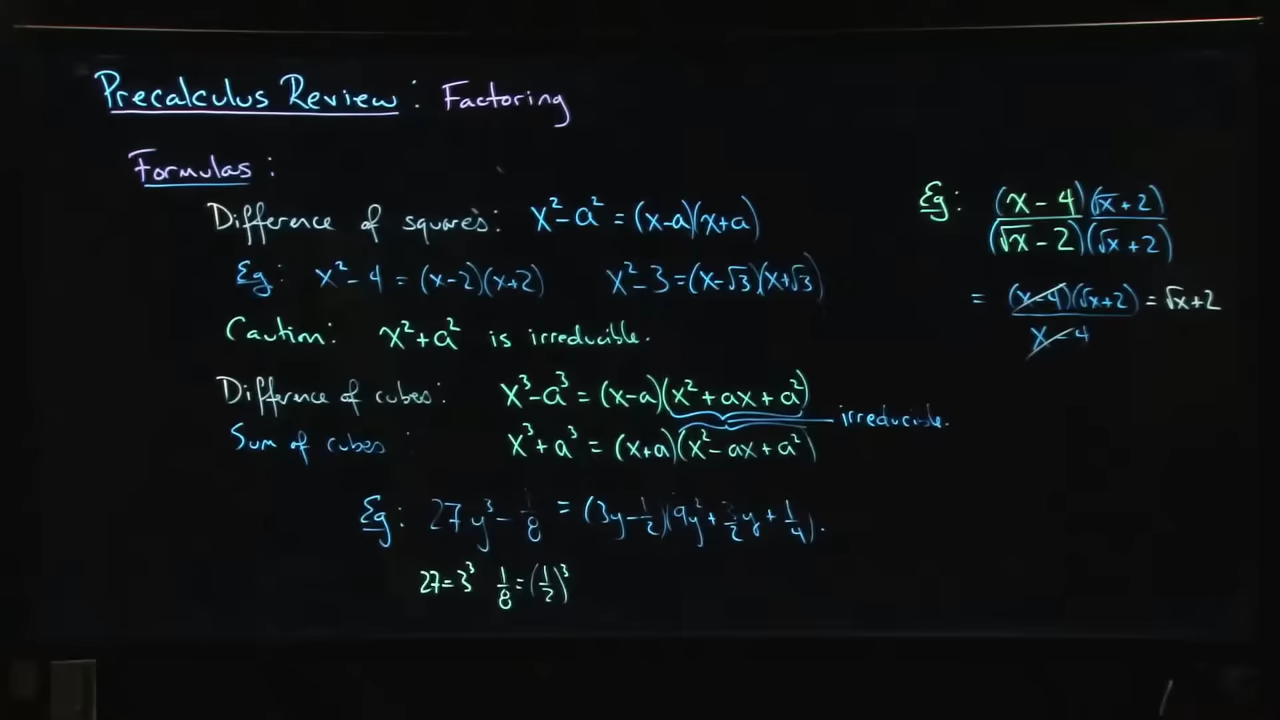 Precalculus Review: Factoring
Formulas:
Difference of squares: x² - a² = (x-a)(x+a)
Eg: x² - 4 = (x-2)(x+2) x² - 3 = (x-√3)(x+√3)
Caution: x² + a² is irreducible.
Difference of cubes: x³ - a³ = (x-a)(x² + ax + a²)
irreducible.
Sum of cubes: x³ + a³ = (x+a)(x² - ax + a²)
Eg: 27y³ - 1/8 = (3y - 1/2)(9y² + 3/2 y + 1/4).
27 = 3³ 1/8 = (1/2)³
Eg: (x - 4)(√x + 2)
(√x - 2)(√x + 2)
= (x-4)(√x+2) = √x + 2
x - 4